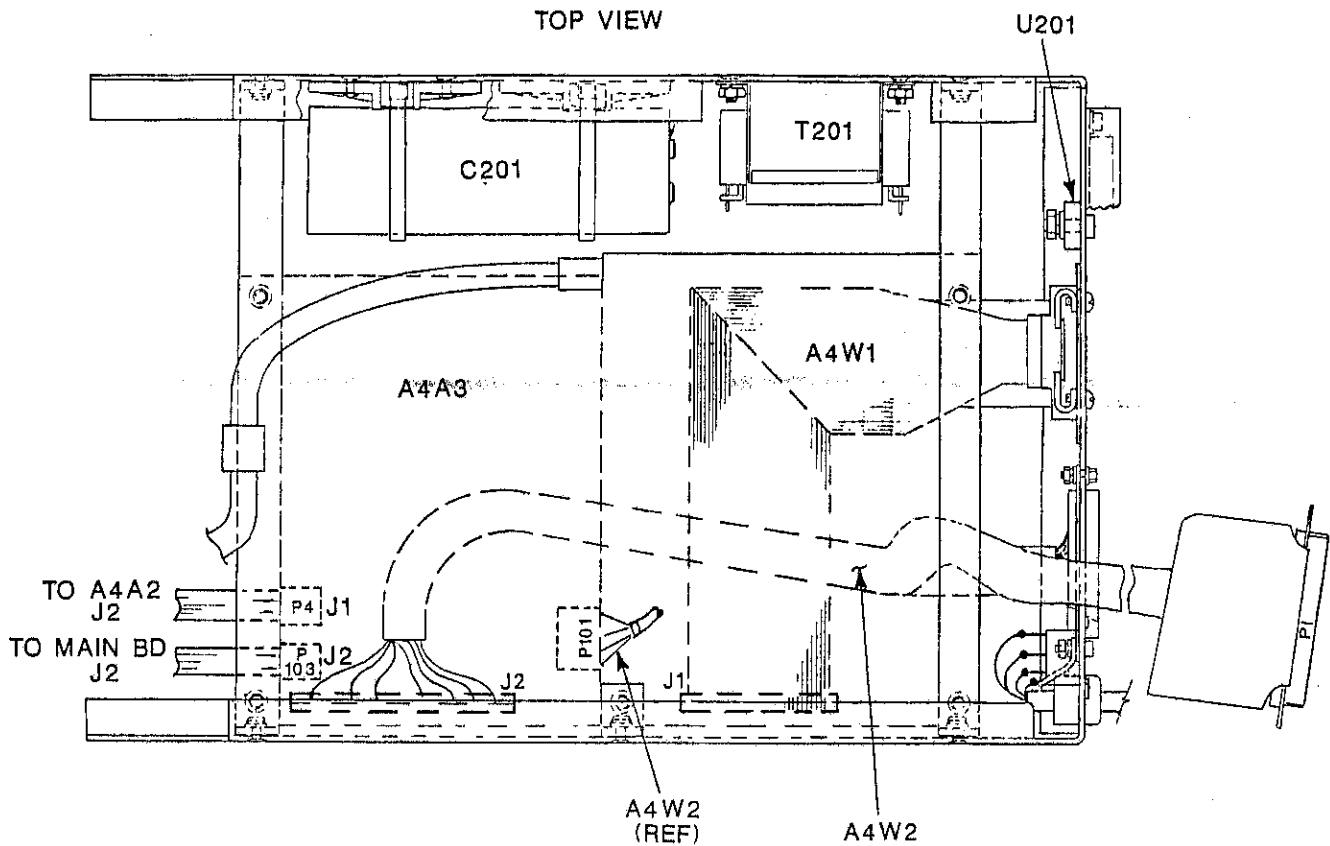 TOP VIEW
U201
T201
C201
A4W1
A4A3
TO A4A2
J2
P4
J1
P101
TO MAIN BD
J2
P
103
J2
J2
J1
P1
A4W2
(REF)
A4W2